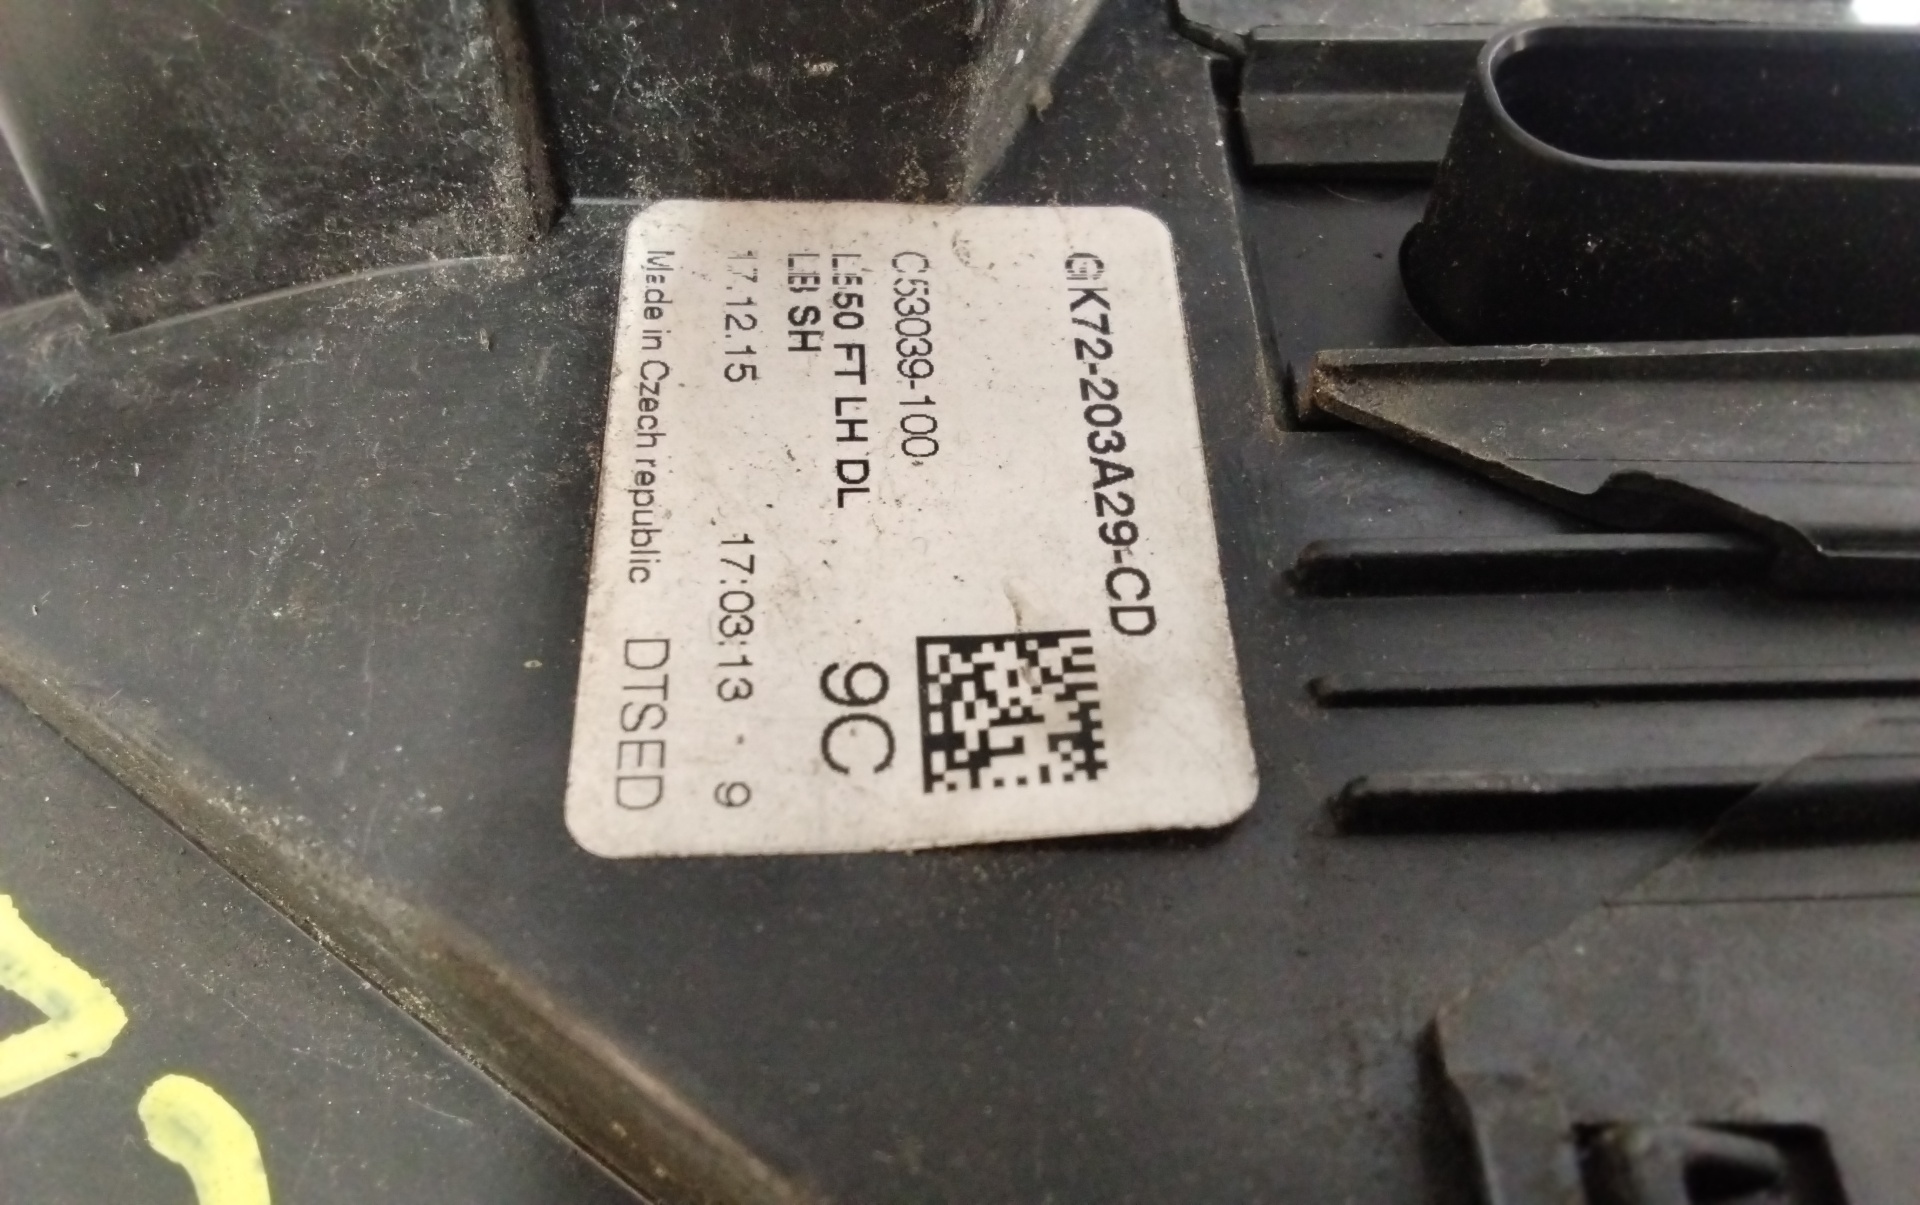 GK72-203A29-CD
C53039-100
L550 FT LH DL
LB SH
9C
17.12.15 17:03:13 · 9
Made in Czech republic DTSED